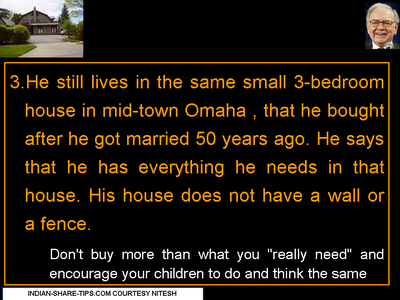 3.He still lives in the same small 3-bedroom
house in mid-town Omaha , that he bought
after he got married 50 years ago. He says
that he has everything he needs in that
house. His house does not have a wall or
a fence.
Don't buy more than what you "really need" and
encourage your children to do and think the same
INDIAN-SHARE-TIPS.COM COURTESY NITESH